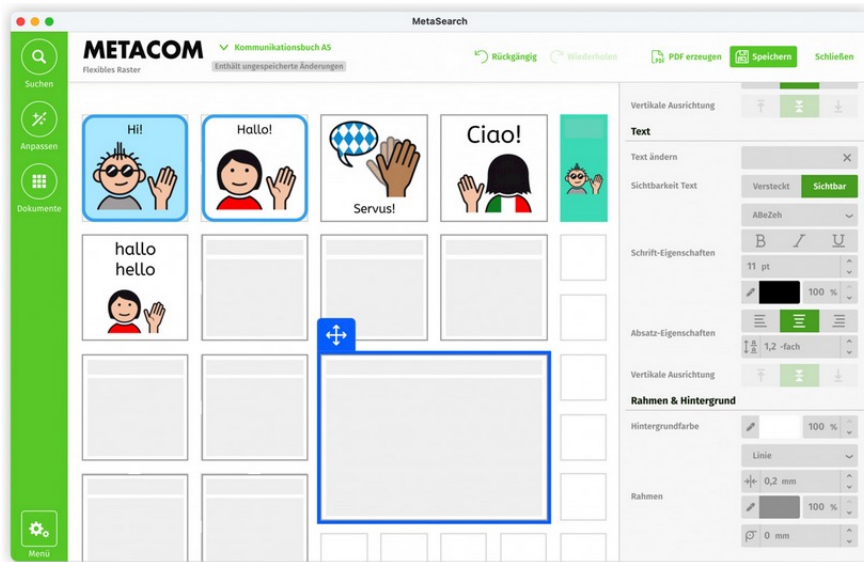 MetaSearch
Suchen
Anpassen
Dokumente
Menü
METACOM
Flexibles Raster
Kommunikationsbuch AS
Enthält ungespeicherte Änderungen
Rückgängig
Wiederholen
PDF erzeugen
Speichern
Schließen
Hi!
Hallo!
Servus!
Ciao!
hallo
hello
Vertikale Ausrichtung
Text
Text ändern
Sichtbarkeit Text
Versteckt
Sichtbar
Schrift-Eigenschaften
ABeZeh
B I U
11 pt
100 %
Absatz-Eigenschaften
1,2 -fach
Vertikale Ausrichtung
Rahmen & Hintergrund
Hintergrundfarbe
100 %
Rahmen
Linie
0,2 mm
100 %
0 mm